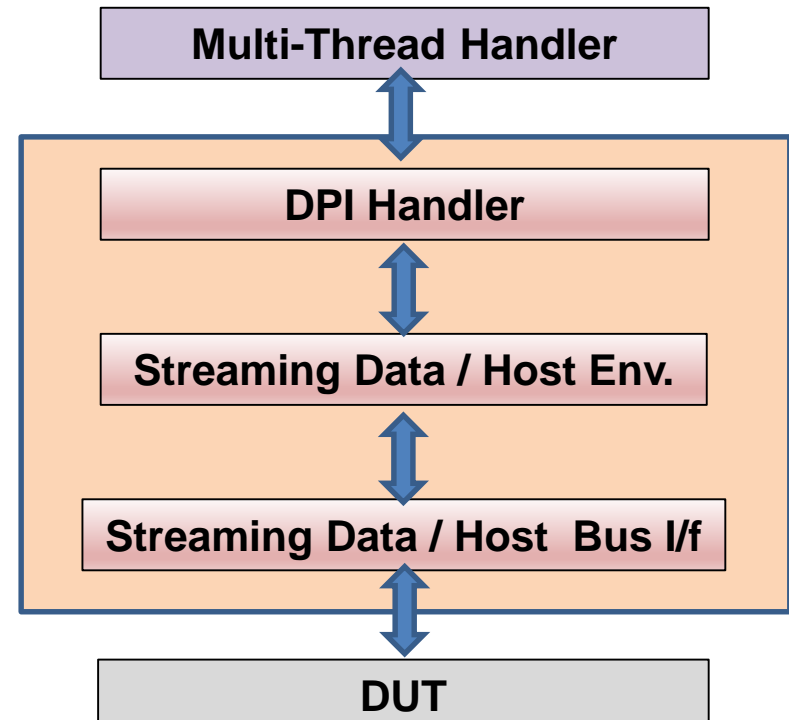 Multi-Thread Handler
DPI Handler
Streaming Data / Host Env.
Streaming Data / Host Bus I/f
DUT